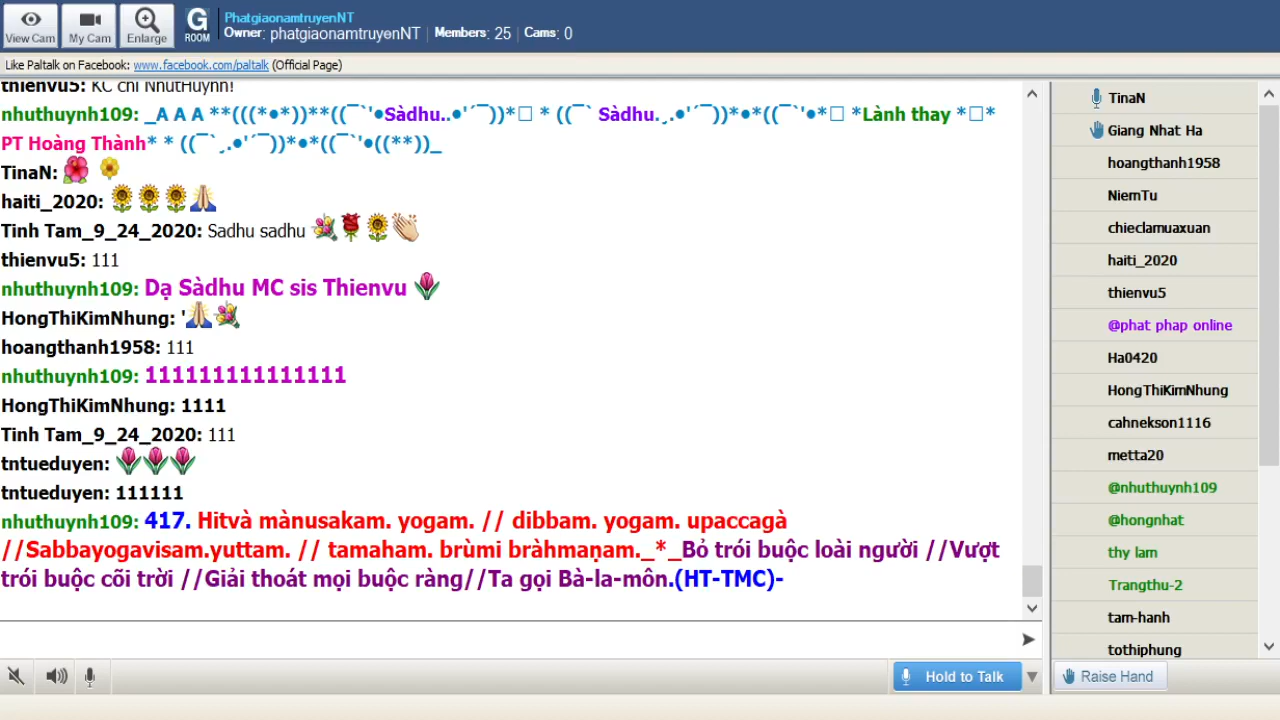 View Cam
My Cam
Enlarge
G
ROOM
PhatgiaonamtruyenNT
Owner: phatgiaonamtruyenNT | Members: 25 | Cams: 0
Like Paltalk on Facebook: www.facebook.com/paltalk (Official Page)
thienvu5: KC chi NhutHuynh!
nhuthuynh109: _A A A **(((*•*))**((¯`'•Sàdhu..•'´¯))*□ * ((¯` Sàdhu.¸.•'´¯))*•*((¯`'•*□ *Lành thay *□*
PT Hoàng Thành* * ((¯`¸.•'´¯))*•*((¯`'•((**))_
TinaN:
haiti_2020:
Tinh Tam_9_24_2020: Sadhu sadhu
thienvu5: 111
nhuthuynh109: Dạ Sàdhu MC sis Thienvu
HongThiKimNhung: '
hoangthanh1958: 111
nhuthuynh109: 111111111111111
HongThiKimNhung: 1111
Tinh Tam_9_24_2020: 111
tntueduyen:
tntueduyen: 111111
nhuthuynh109: 417. Hitvà mànusakam. yogam. // dibbam. yogam. upaccagà
//Sabbayogavisam.yuttam. // tamaham. brùmi bràhmaṇam._*_Bỏ trói buộc loài người //Vượt
trói buộc cõi trời //Giải thoát mọi buộc ràng//Ta gọi Bà-la-môn.(HT-TMC)-
Hold to Talk
TinaN
Giang Nhat Ha
hoangthanh1958
NiemTu
chieclamuaxuan
haiti_2020
thienvu5
@phat phap online
Ha0420
HongThiKimNhung
cahnekson1116
metta20
@nhuthuynh109
@hongnhat
thy lam
Trangthu-2
tam-hanh
tothiphung
Raise Hand